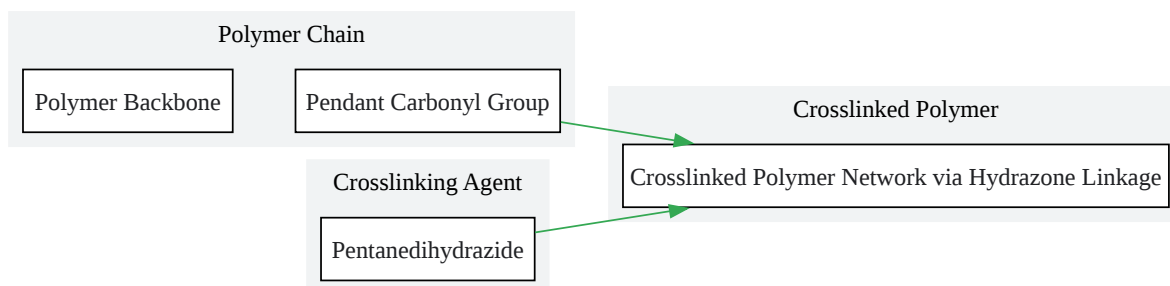 Polymer Chain
Polymer Backbone
Pendant Carbonyl Group
Crosslinking Agent
Pentanedihydrazide
Crosslinked Polymer
Crosslinked Polymer Network via Hydrazone Linkage